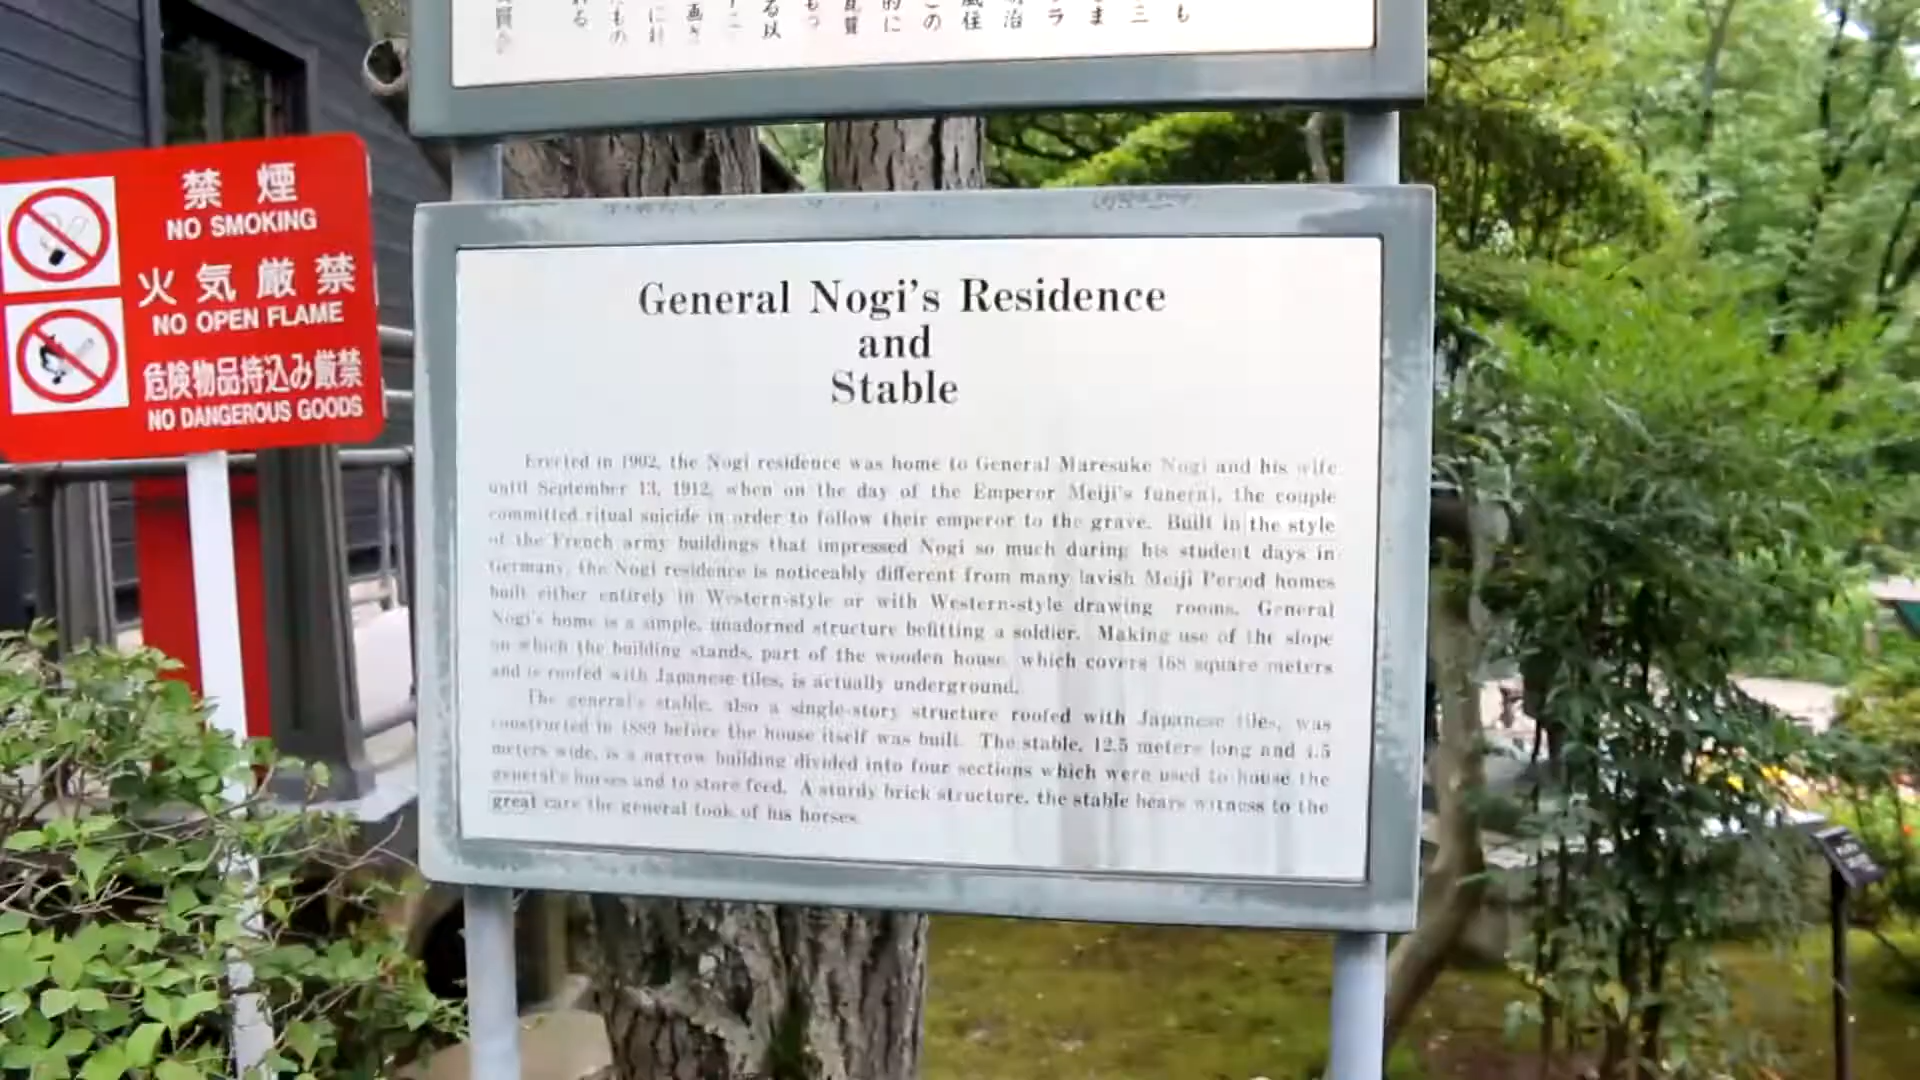 禁煙
NO SMOKING
火気厳禁
NO OPEN FLAME
危険物品持込み厳禁
NO DANGEROUS GOODS
General Nogi's Residence
and
Stable
Erected in 1902, the Nogi residence was home to General Maresuke Nogi and his wife
until September 13, 1912, when on the day of the Emperor Meiji's funeral, the couple
committed ritual suicide in order to follow their emperor to the grave. Built in the style
of the French army buildings that impressed Nogi so much during his student days in
Germany, the Nogi residence is noticeably different from many lavish Meiji Period homes
built either entirely in Western-style or with Western-style drawing rooms. General
Nogi's home is a simple, unadorned structure befitting a soldier. Making use of the slope
on which the building stands, part of the wooden house, which covers 168 square meters
and is roofed with Japanese tiles, is actually underground.
The general's stable, also a single-story structure roofed with Japanese tiles, was
constructed in 1889 before the house itself was built. The stable, 12.5 meters long and 4.5
meters wide, is a narrow building divided into four sections which were used to house the
general's horses and to store feed. A sturdy brick structure, the stable bears witness to the
great care the general took of his horses.